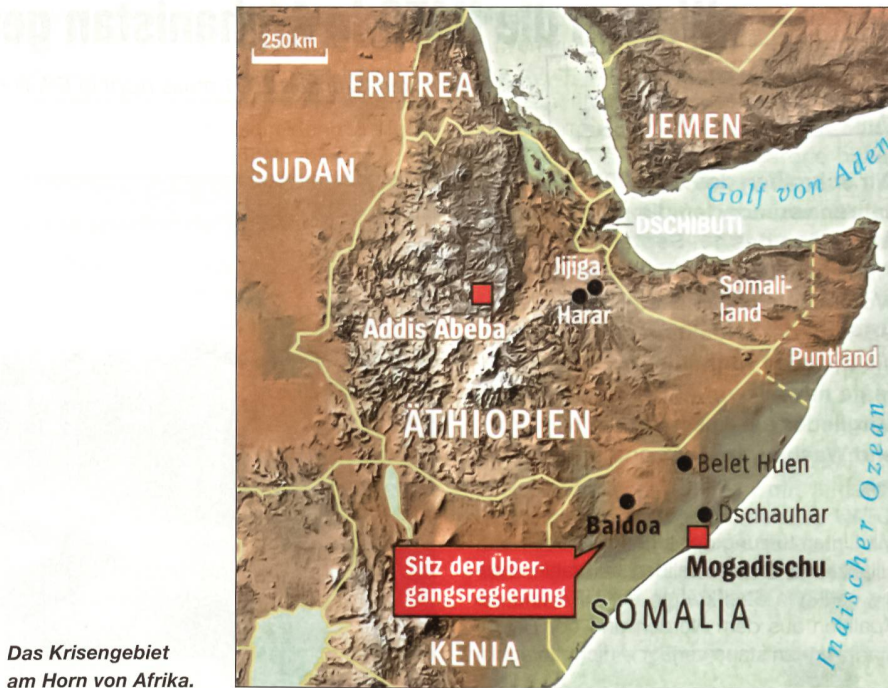 250 km
ERITREA
JEMEN
SUDAN
Golf von Aden
DSCHIBUTI
Jijiga
Harar
Somali-
land
Addis Abeba
Puntland
ÄTHIOPIEN
Belet Huen
Baidoa
Dschauhar
Sitz der Über-
gangsregierung
Mogadischu
SOMALIA
KENIA
Indischer Ozean
Das Krisengebiet
am Horn von Afrika.